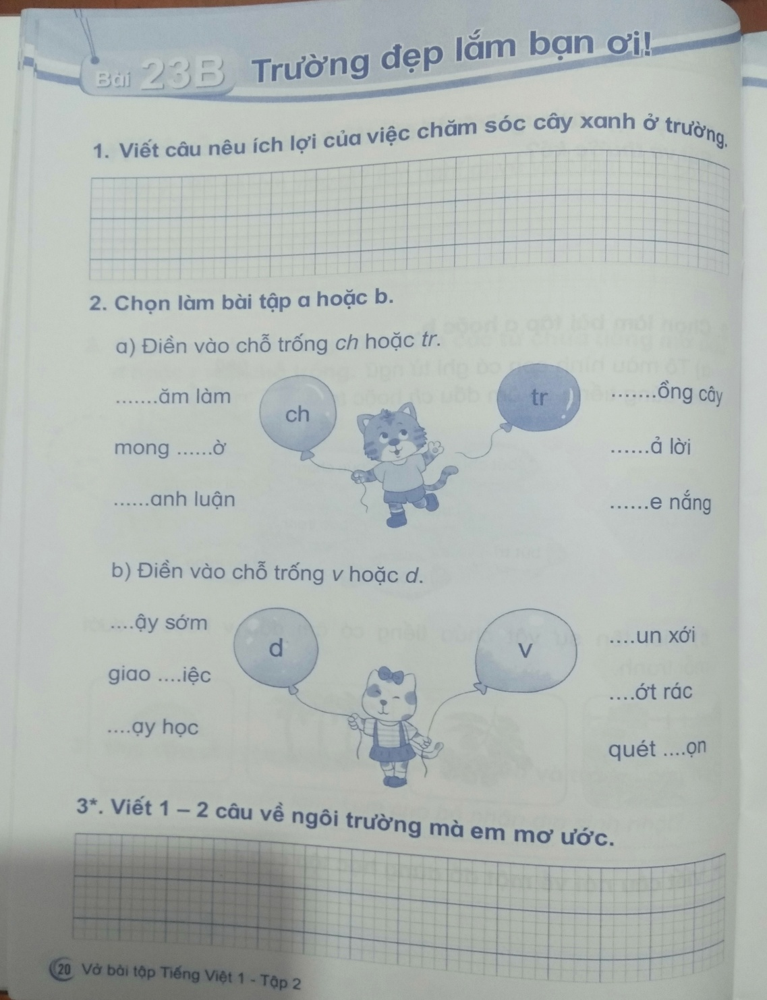 Bài 23B Trường đẹp lắm bạn ơi!
1. Viết câu nêu ích lợi của việc chăm sóc cây xanh ở trường.
2. Chọn làm bài tập a hoặc b.
a) Điền vào chỗ trống ch hoặc tr.
.......ăm làm
ch
tr
.......ồng cây
mong ......ờ
......ả lời
......anh luận
......e nắng
b) Điền vào chỗ trống v hoặc d.
....ậy sớm
d
v
....un xới
giao ....iệc
....ớt rác
....ạy học
quét ....ọn
3*. Viết 1 – 2 câu về ngôi trường mà em mơ ước.
20 Vở bài tập Tiếng Việt 1 - Tập 2